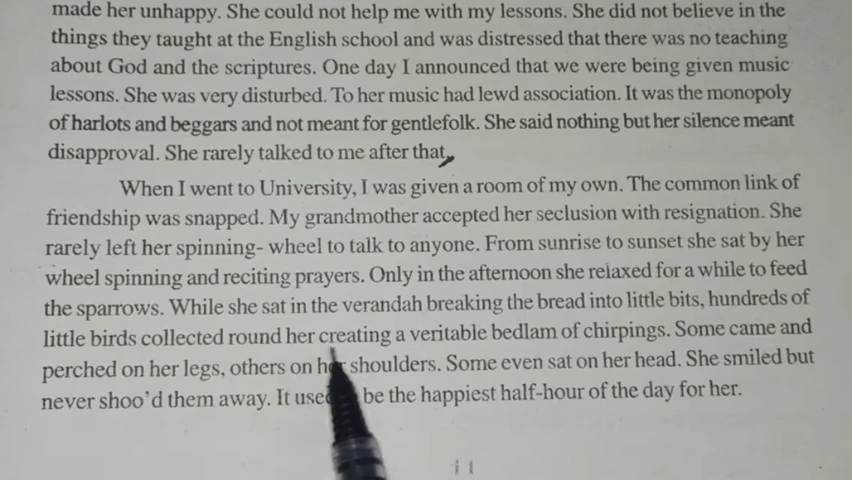 made her unhappy. She could not help me with my lessons. She did not believe in the
things they taught at the English school and was distressed that there was no teaching
about God and the scriptures. One day I announced that we were being given music
lessons. She was very disturbed. To her music had lewd association. It was the monopoly
of harlots and beggars and not meant for gentlefolk. She said nothing but her silence meant
disapproval. She rarely talked to me after that.
When I went to University, I was given a room of my own. The common link of
friendship was snapped. My grandmother accepted her seclusion with resignation. She
rarely left her spinning- wheel to talk to anyone. From sunrise to sunset she sat by her
wheel spinning and reciting prayers. Only in the afternoon she relaxed for a while to feed
the sparrows. While she sat in the verandah breaking the bread into little bits, hundreds of
little birds collected round her creating a veritable bedlam of chirpings. Some came and
perched on her legs, others on her shoulders. Some even sat on her head. She smiled but
never shoo'd them away. It used be the happiest half-hour of the day for her.